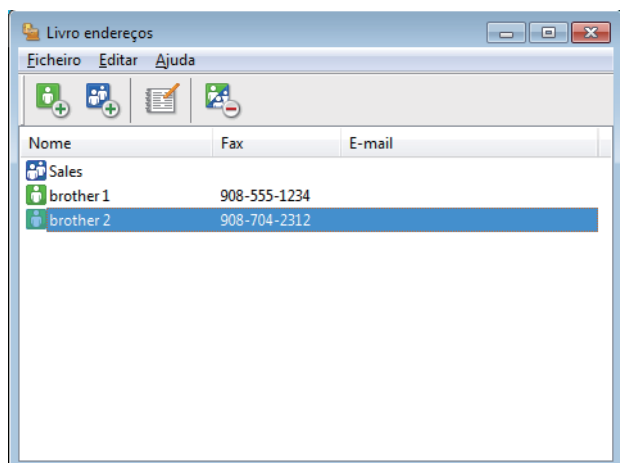 Livro endereços
Ficheiro Editar Ajuda
Nome Fax E-mail
Sales
brother 1 908-555-1234
brother 2 908-704-2312